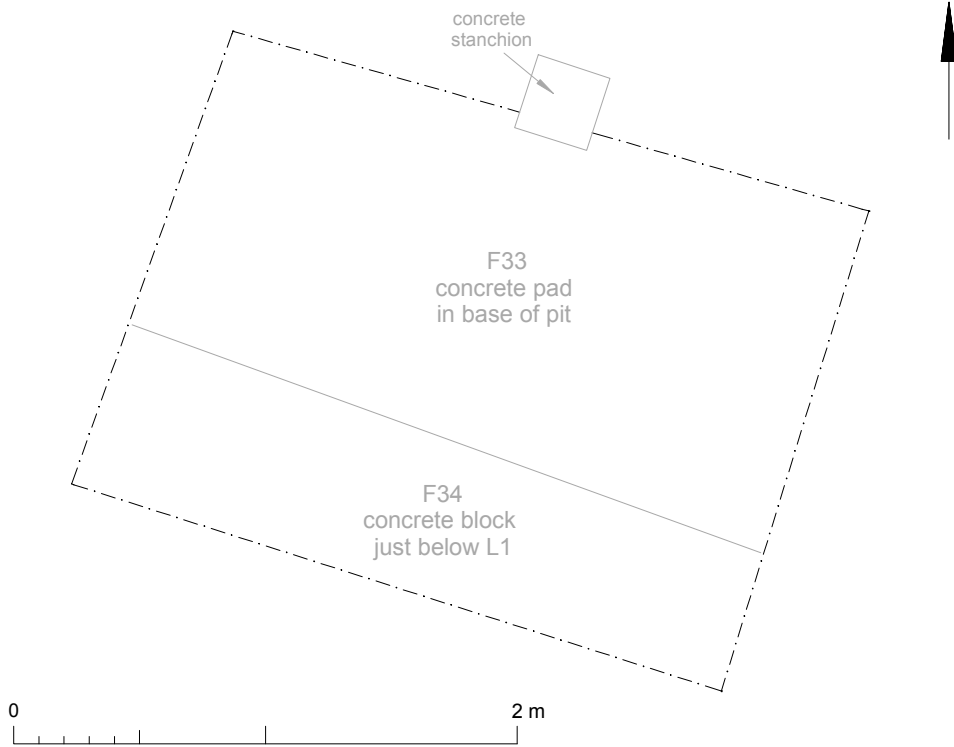 concrete
stanchion
F33
concrete pad
in base of pit
F34
concrete block
just below L1
0
2 m